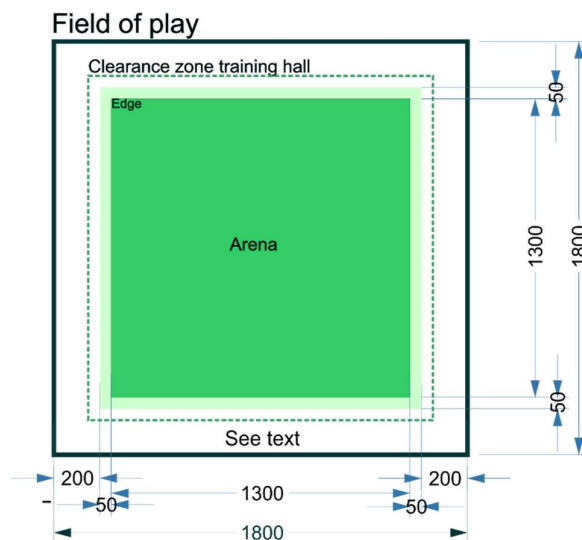 Field of play
Clearance zone training hall
Edge
50
Arena
1300
1800
50
See text
200
1300
200
50
50
1800